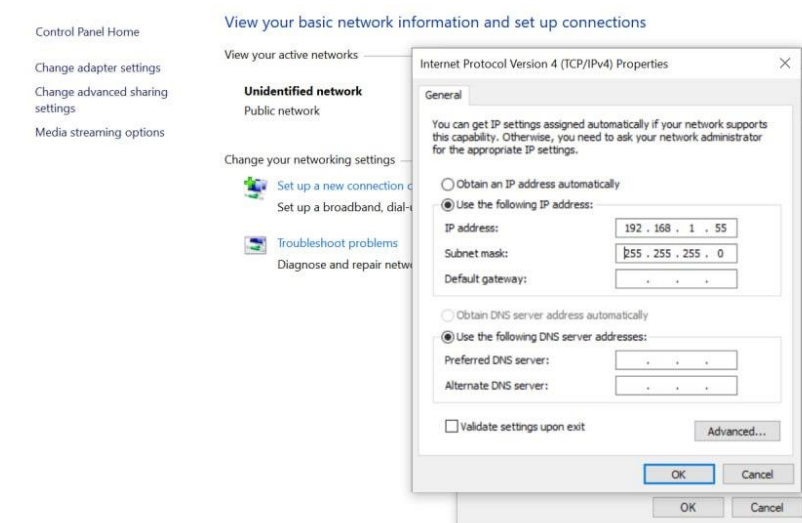 Control Panel Home
Change adapter settings
Change advanced sharing
settings
Media streaming options
View your basic network information and set up connections
View your active networks
Unidentified network
Public network
Change your networking settings
Set up a new connection
Set up a broadband,
Troubleshoot problems
Diagnose and repair
Internet Protocol Version 4 (TCP/IPv4) Properties
General
You can get IP settings assigned automatically if your network supports
this capability. Otherwise, you need to ask your network administrator
for the appropriate IP settings.
Obtain an IP address automatically
Use the following IP address:
IP address: 192 . 168 . 1 . 55
Subnet mask: 255 . 255 . 255 . 0
Default gateway: . . .
Obtain DNS server address automatically
Use the following DNS server addresses:
Preferred DNS server: . . .
Alternate DNS server: . . .
Validate settings upon exit
Advanced...
OK Cancel
OK Cancel